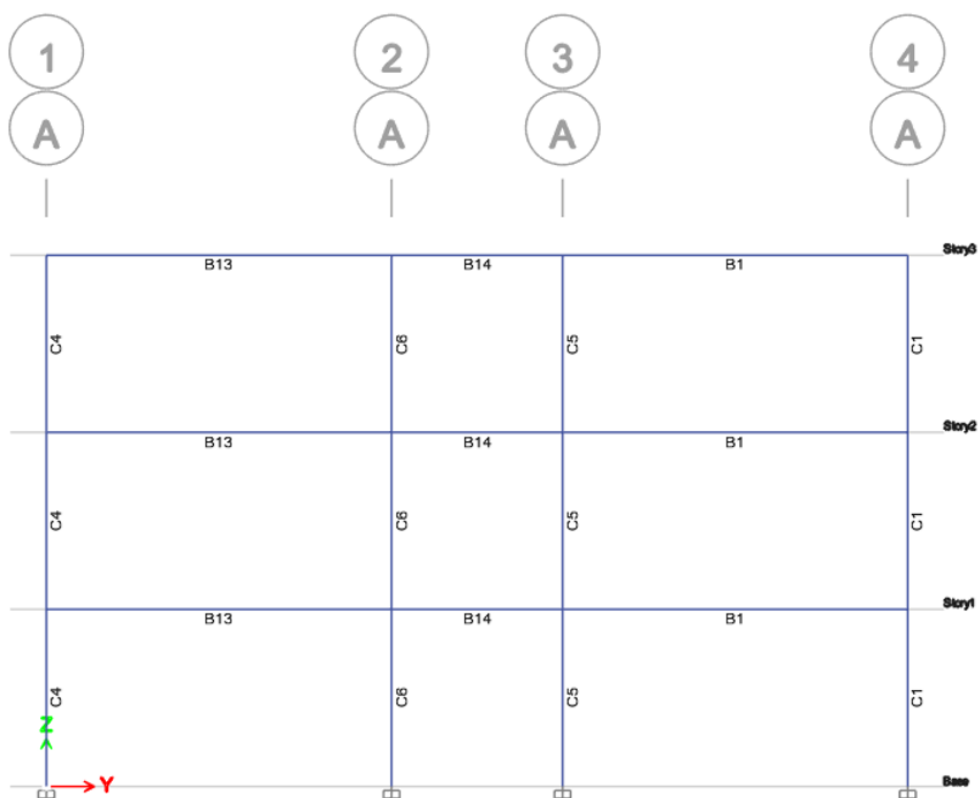 1 2 3 4
A A A A
Story3
B13 B14 B1
C4 C6 C5 C1
Story2
B13 B14 B1
C4 C6 C5 C1
Story1
B13 B14 B1
C4 C6 C5 C1
Z
Y
Base